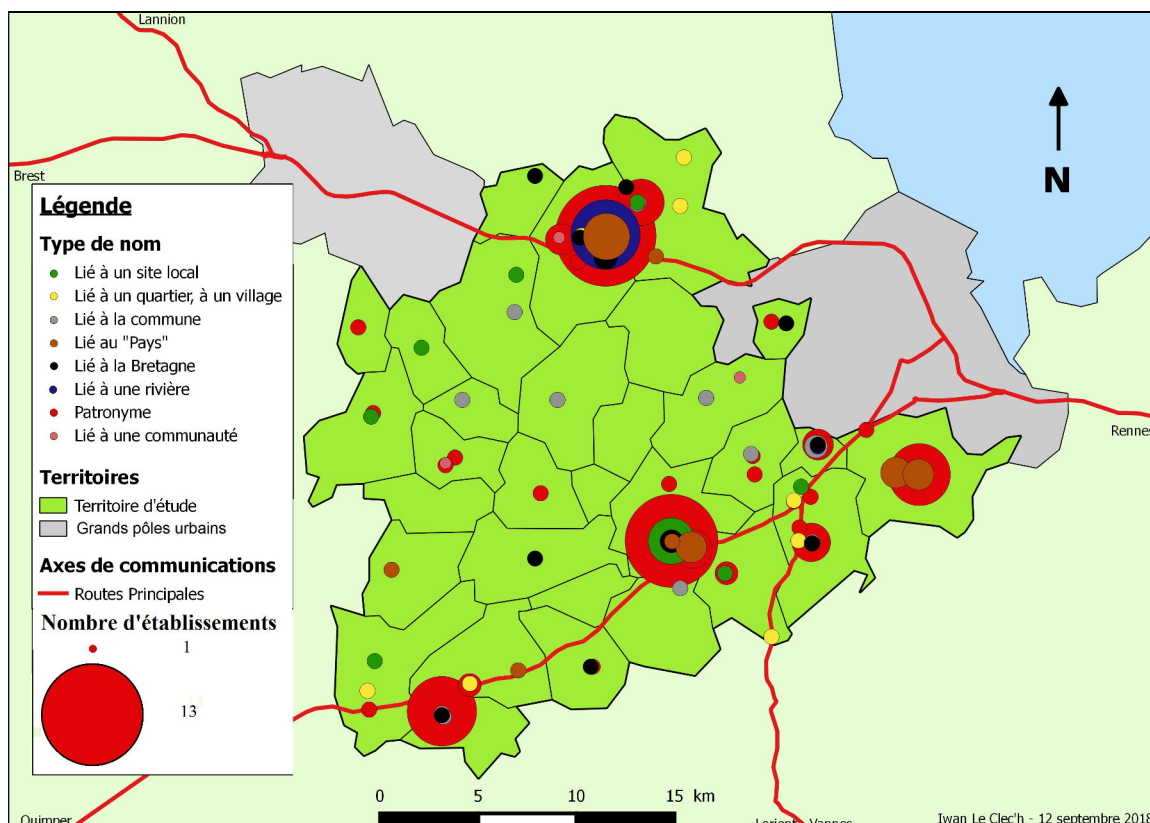 Lannion
Brest
N
Légende
Type de nom
Lié à un site local
Lié à un quartier, à un village
Lié à la commune
Lié au "Pays"
Lié à la Bretagne
Lié à une rivière
Patronyme
Lié à une communauté
Territoires
Territoire d'étude
Grands pôles urbains
Axes de communications
Routes Principales
Nombre d'établissements
1
13
Rennes
0 5 10 15 km
Quimper
Lorient - Vannes
Iwan Le Clec'h - 12 septembre 2018